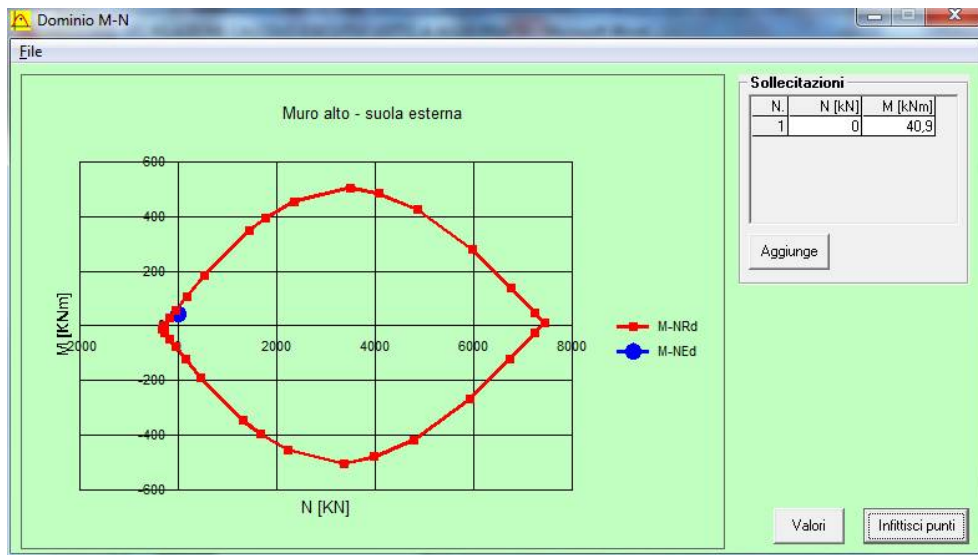 Dominio M-N
File
Muro alto - suola esterna
600
400
200
-2000
2000
4000
6000
8000
-200
-400
-600
M [KNm]
N [KN]
M-NRd
M-NEd
Sollecitazioni
N. N [kN] M [kNm]
1 0 40,9
Aggiunge
Valori
Infittisci punti